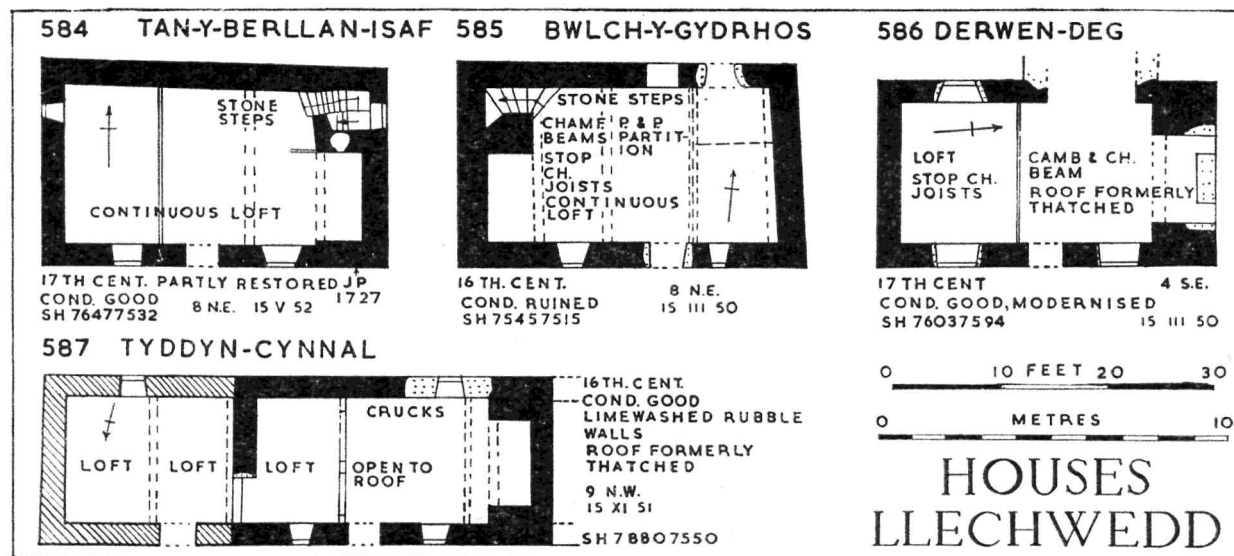 584 TAN-Y-BERLLAN-ISAF
STONE
STEPS
CONTINUOUS LOFT
17TH CENT. PARTLY RESTORED JP
1727
COND. GOOD
8 N.E. 15 V 52
SH 76477532
585 BWLCH-Y-GYDRHOS
STONE STEPS
CHAMF. P. & P.
BEAMS PARTIT-
ION
STOP
CH.
JOISTS
CONTINUOUS
LOFT
16TH CENT.
COND. RUINED
SH 75457515
8 N.E.
15 III 50
586 DERWEN-DEG
LOFT
STOP CH.
JOISTS
CAMB & CH.
BEAM
ROOF FORMERLY
THATCHED
17TH CENT 4 S.E.
COND. GOOD, MODERNISED
SH 76037594 15 III 50
587 TYDDYN-CYNNAL
LOFT
LOFT
LOFT
CRUCKS
OPEN TO
ROOF
16TH. CENT.
COND. GOOD
LIMEWASHED RUBBLE
WALLS
ROOF FORMERLY
THATCHED
9 N.W.
15 XI 51
SH 78807550
0 10 FEET 20 30
METRES
0 10
HOUSES
LLECHWEDD